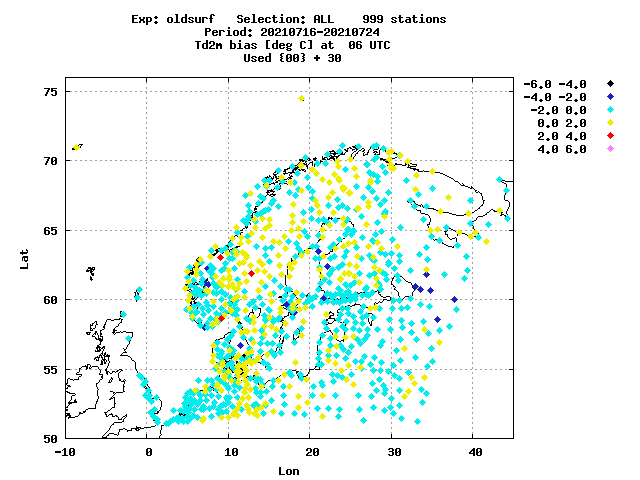 Exp: oldsurf   Selection: ALL    999 stations
Period: 20210716-20210724
Td2m bias [deg C] at  06 UTC
Used {00} + 30
-6.0 -4.0
-4.0 -2.0
-2.0 0.0
0.0 2.0
2.0 4.0
4.0 6.0
75
70
65
60
55
50
Lat
-10 0 10 20 30 40
Lon